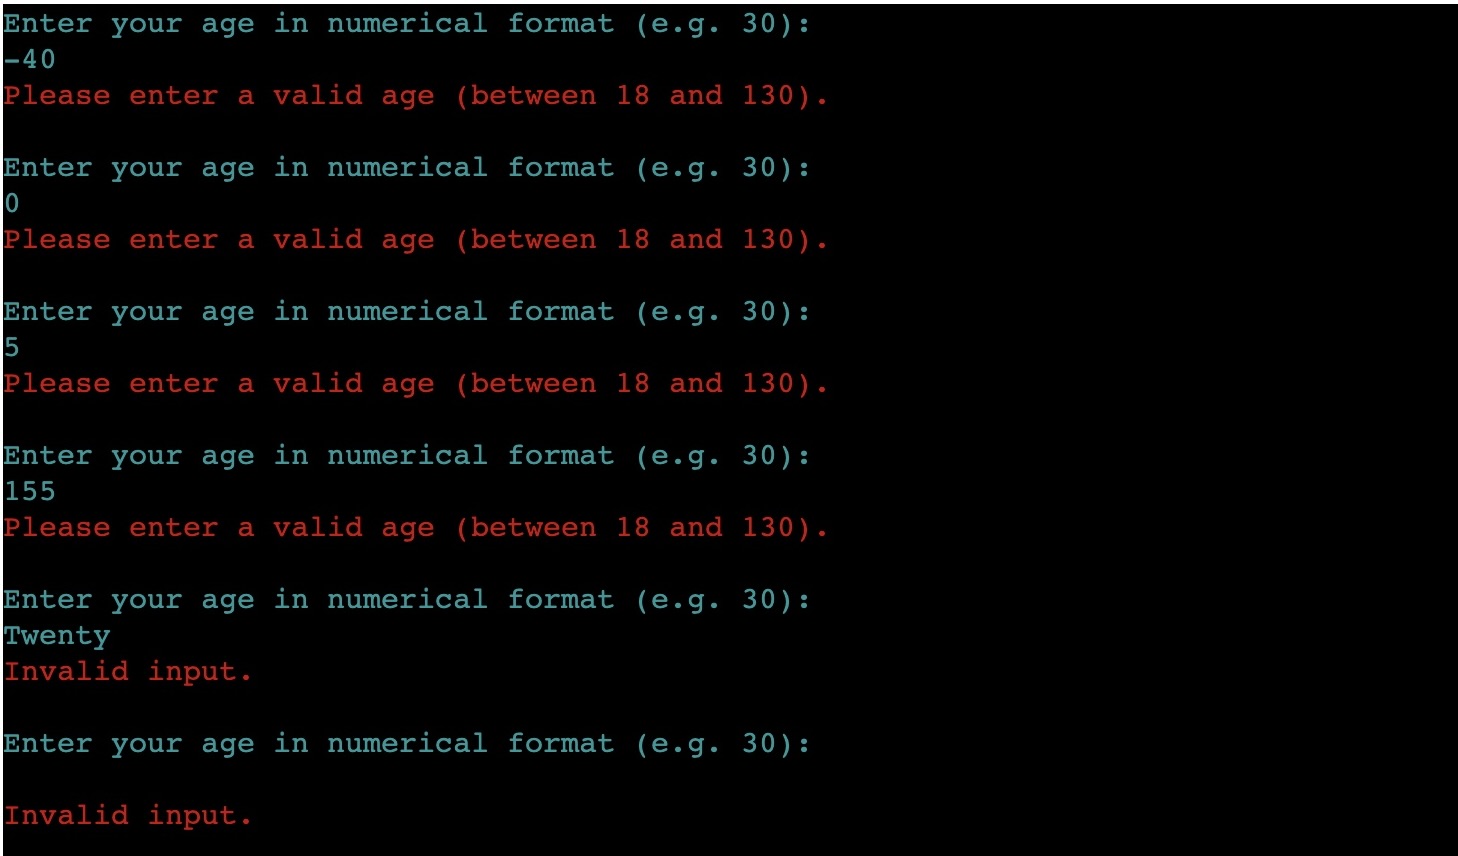 Enter your age in numerical format (e.g. 30):
-40
Please enter a valid age (between 18 and 130).
Enter your age in numerical format (e.g. 30):
0
Please enter a valid age (between 18 and 130).
Enter your age in numerical format (e.g. 30):
5
Please enter a valid age (between 18 and 130).
Enter your age in numerical format (e.g. 30):
155
Please enter a valid age (between 18 and 130).
Enter your age in numerical format (e.g. 30):
Twenty
Invalid input.
Enter your age in numerical format (e.g. 30):
Invalid input.